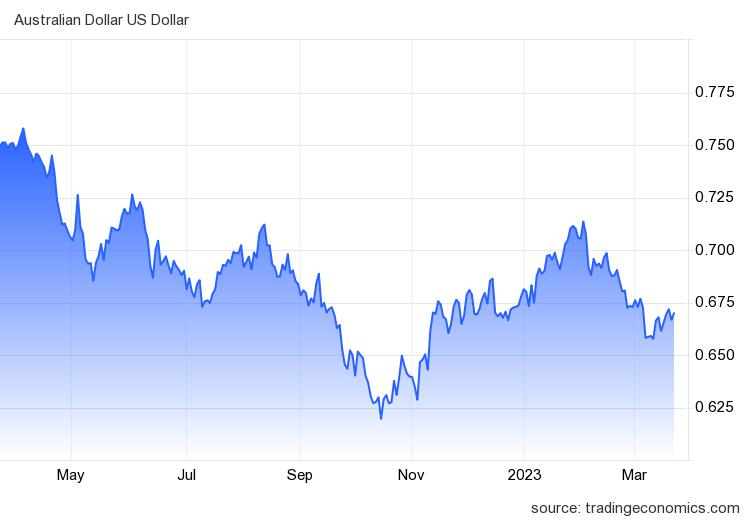 Australian Dollar US Dollar
0.775
0.750
0.725
0.700
0.675
0.650
0.625
May Jul Sep Nov 2023 Mar
source: tradingeconomics.com